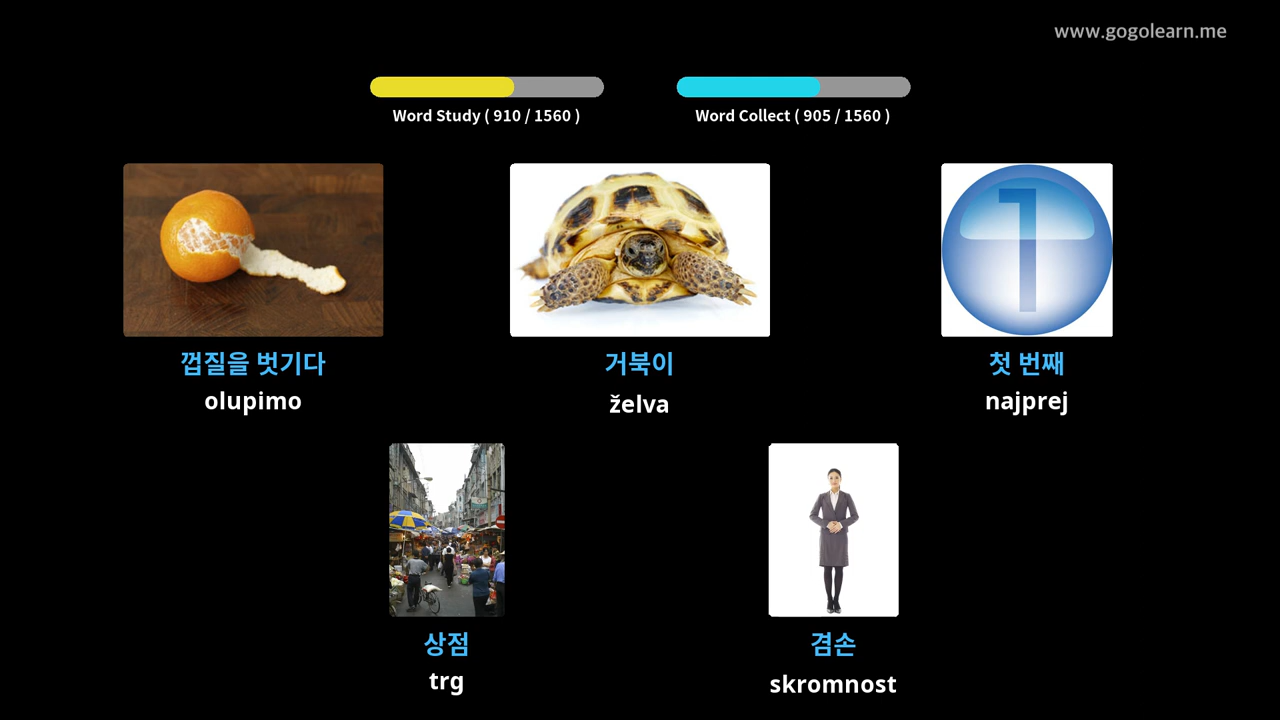 www.gogolearn.me
Word Study ( 910 / 1560 )
Word Collect ( 905 / 1560 )
1
껍질을 벗기다
olupimo
거북이
želva
첫 번째
najprej
상점
trg
겸손
skromnost